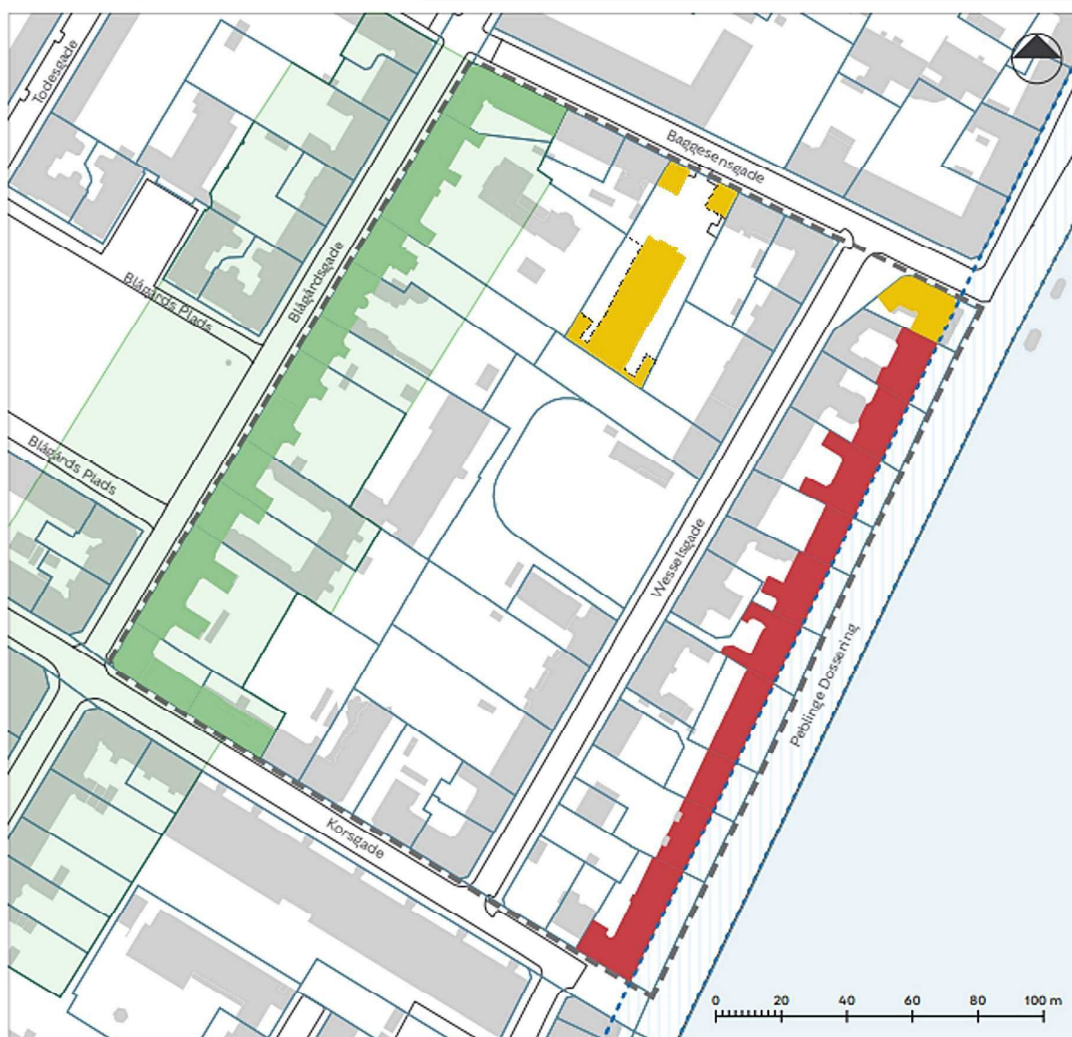 Todesgade
Baggesensgade
Blågårdsgade
Blågårds Plads
Blågårds Plads
Wesselsgade
Peblinge Dossering
Korsgade
0 20 40 60 80 100 m